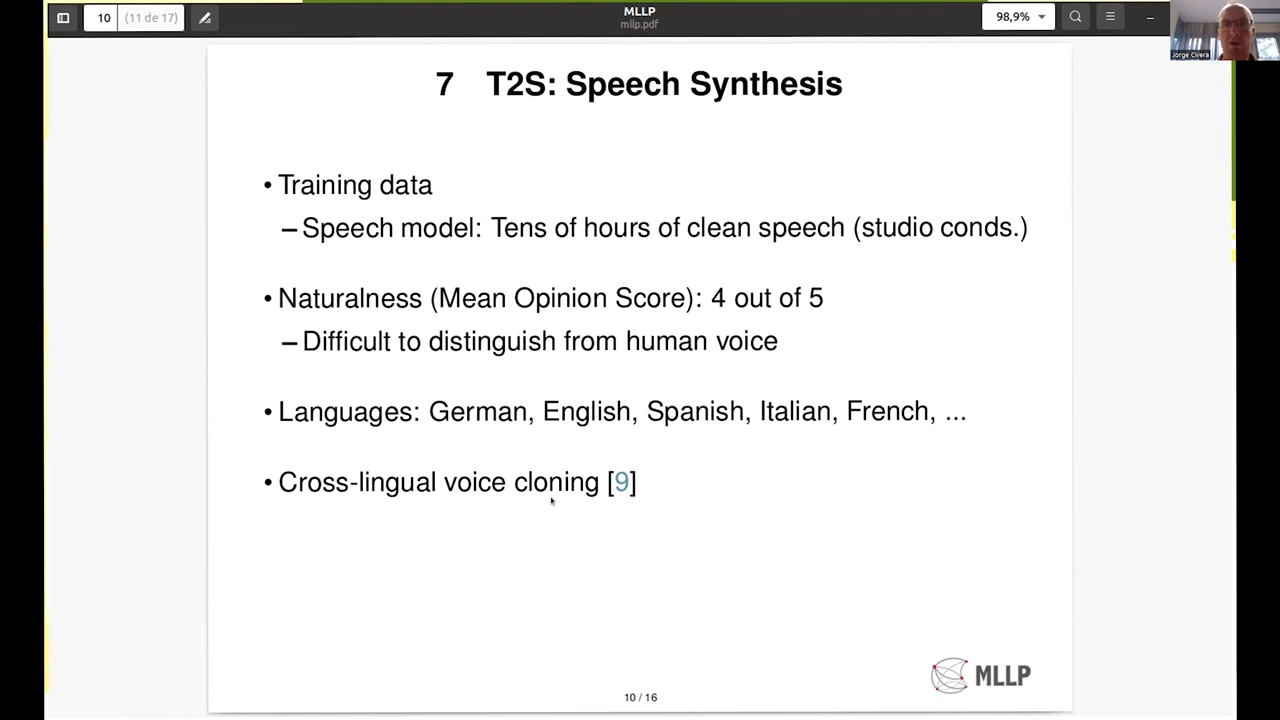 10 (11 de 17)
MLLP
mllp.pdf
98,9%
Jorge Civera
7 T2S: Speech Synthesis
• Training data
– Speech model: Tens of hours of clean speech (studio conds.)
• Naturalness (Mean Opinion Score): 4 out of 5
– Difficult to distinguish from human voice
• Languages: German, English, Spanish, Italian, French, ...
• Cross-lingual voice cloning [9]
MLLP
10 / 16